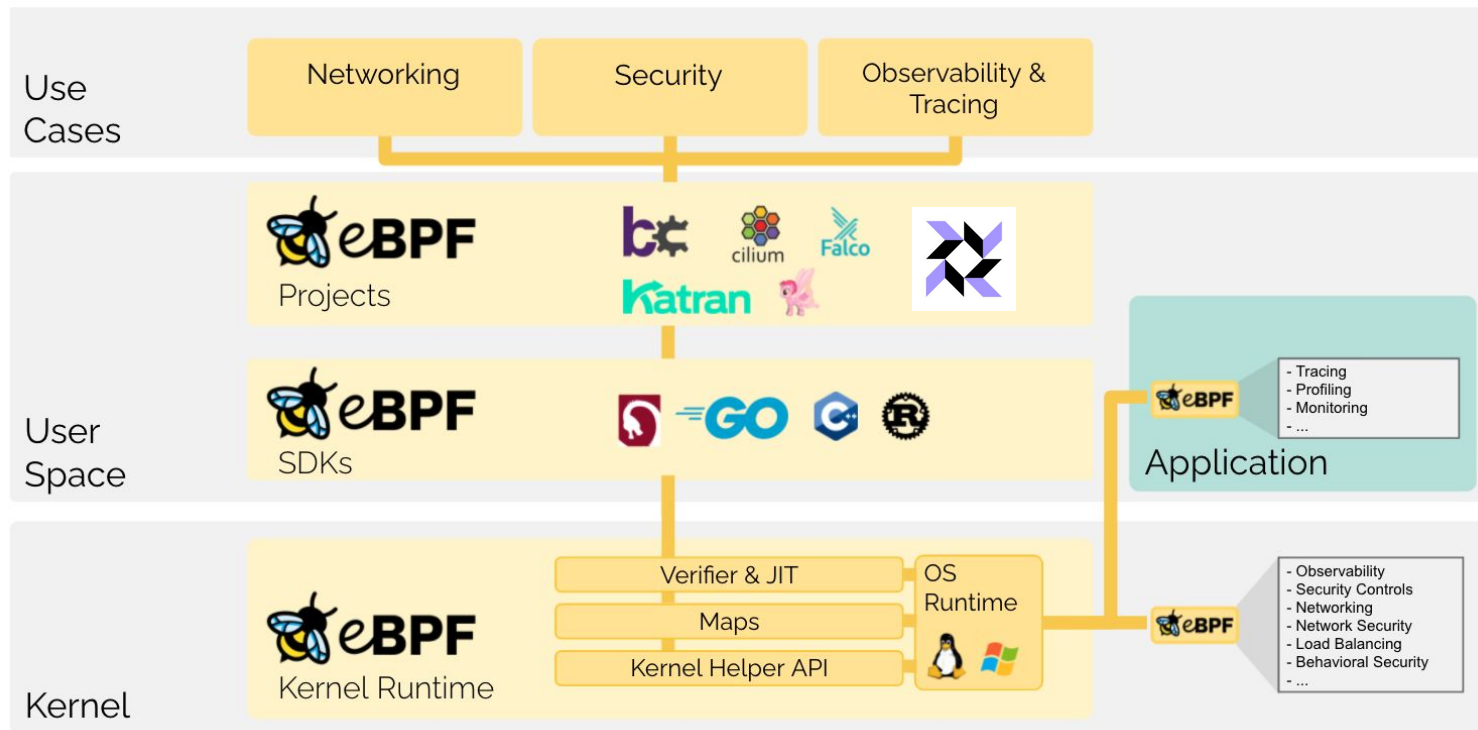 Use
Cases
Networking
Security
Observability &
Tracing
eBPF
Projects
bcc
cilium
Falco
Katran
User
Space
eBPF
SDKs
GO
C++
R
eBPF
- Tracing
- Profiling
- Monitoring
- ...
Application
Kernel
eBPF
Kernel Runtime
Verifier & JIT
Maps
Kernel Helper API
OS
Runtime
eBPF
- Observability
- Security Controls
- Networking
- Network Security
- Load Balancing
- Behavioral Security
- ...